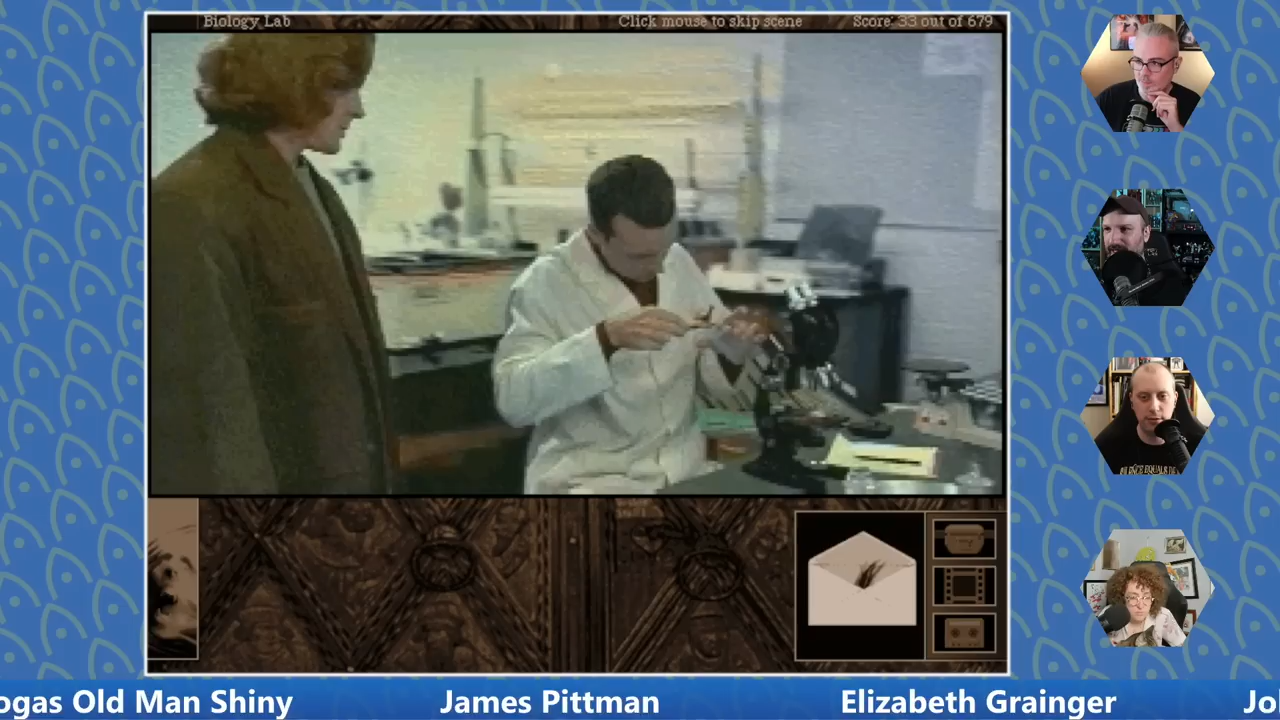 Biology Lab
Click mouse to skip scene
Score: 33 out of 679
ogas Old Man Shiny
James Pittman
Elizabeth Grainger